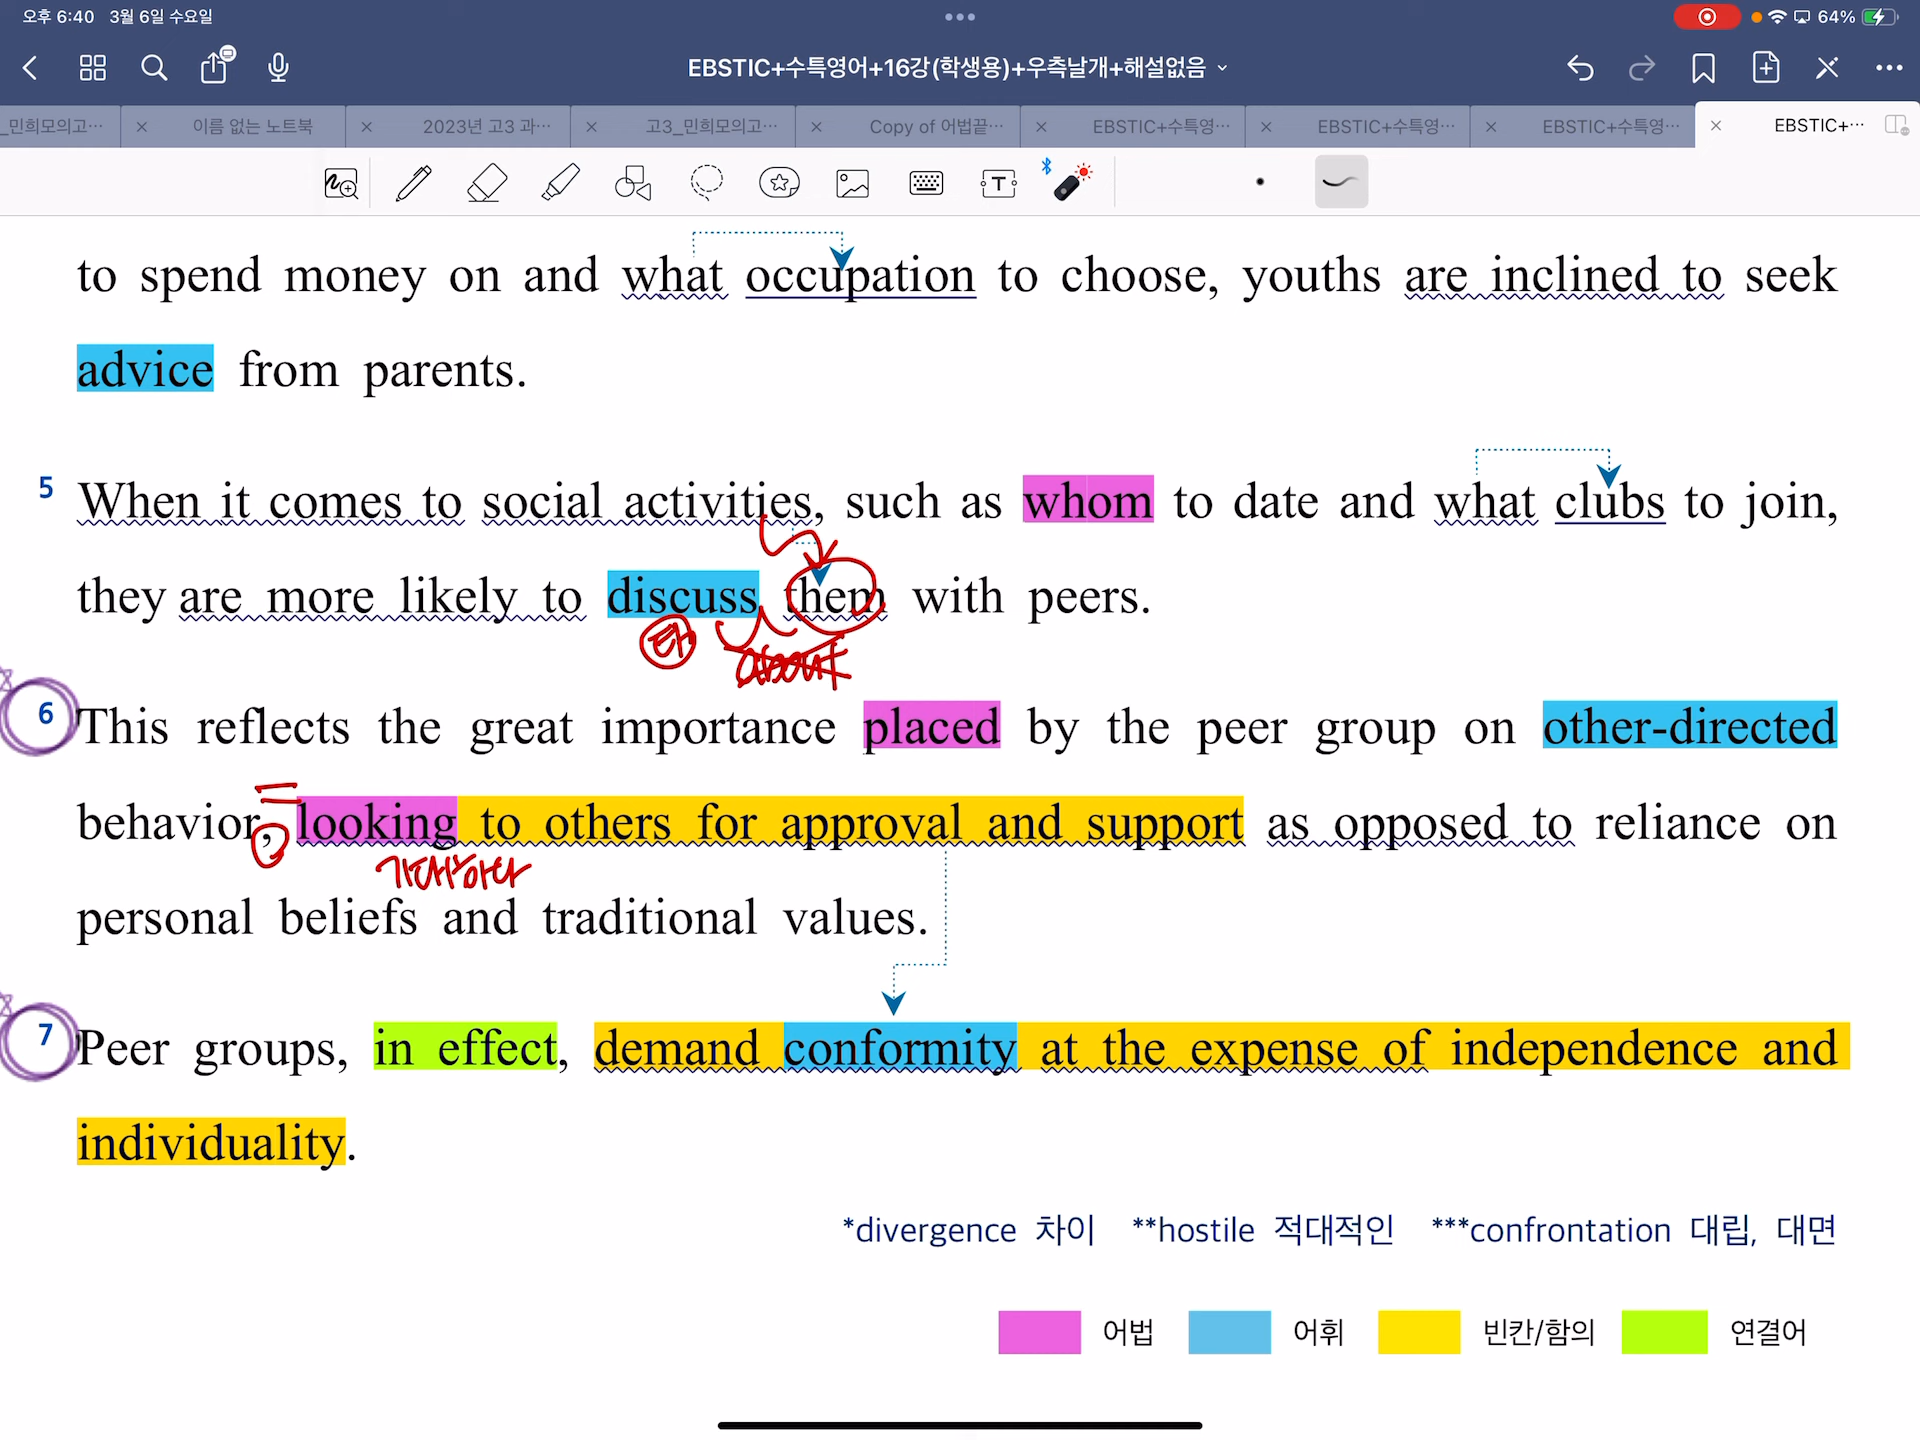 오후 6:40 3월 6일 수요일
64%
EBSTIC+수특영어+16강(학생용)+우측날개+해설없음
_민희모의고··· 이름 없는 노트북 2023년 고3 과··· 고3_민희모의고··· Copy of 어법끝··· EBSTIC+수특영··· EBSTIC+수특영··· EBSTIC+수특영··· EBSTIC+···
to spend money on and what occupation to choose, youths are inclined to seek
advice from parents.
5 When it comes to social activities, such as whom to date and what clubs to join,
they are more likely to discuss them with peers.
타 about
6 This reflects the great importance placed by the peer group on other-directed
behavior, = looking to others for approval and support as opposed to reliance on
personal beliefs and traditional values.
7 Peer groups, in effect, demand conformity at the expense of independence and
individuality.
*divergence 차이 **hostile 적대적인 ***confrontation 대립, 대면
어법 어휘 빈칸/함의 연결어